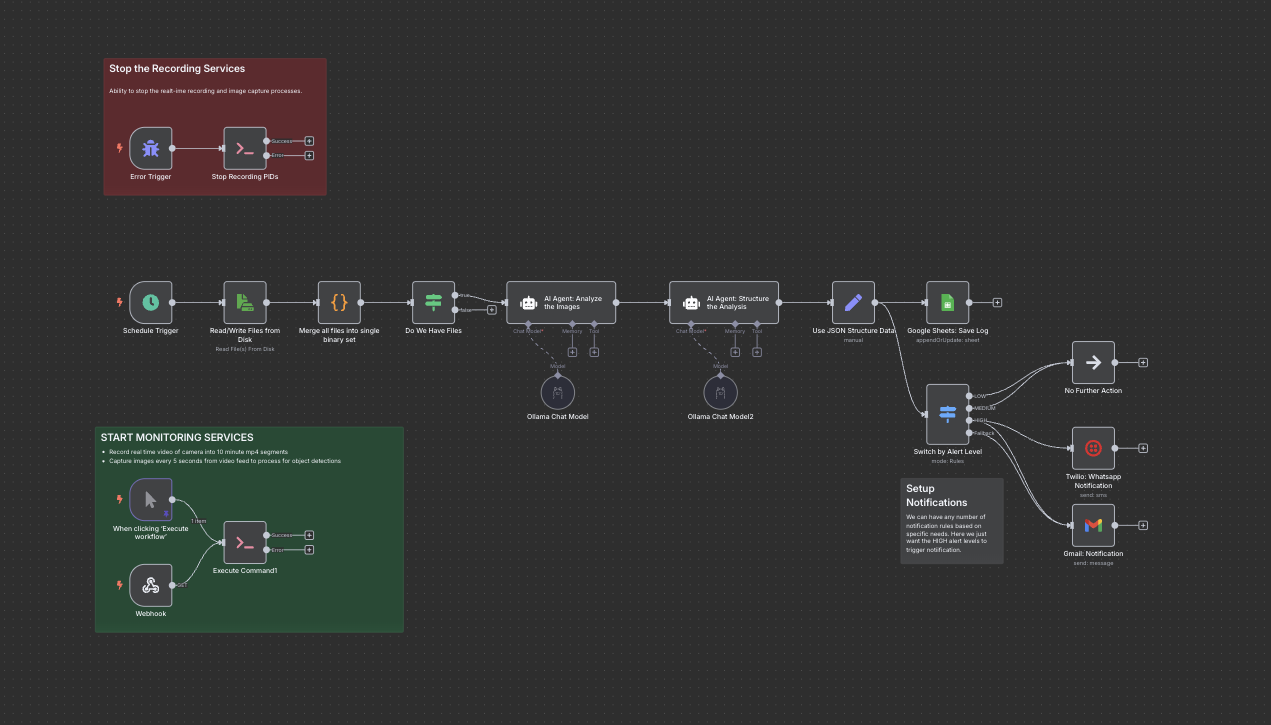 Stop the Recording Services
Ability to stop the realt-ime recording and image capture processes.
Success
Error
Error Trigger
Stop Recording PIDs
true
false
AI Agent: Analyze
the Images
AI Agent: Structure
the Analysis
Schedule Trigger
Read/Write Files from
Disk
Read File(s) From Disk
Merge all files into single
binary set
Do We Have Files
Chat Model*
Memory
Tool
Chat Model*
Memory
Tool
Use JSON Structure Data
manual
Google Sheets: Save Log
appendOrUpdate: sheet
Model
Model
Ollama Chat Model
Ollama Chat Model2
No Further Action
LOW
MEDIUM
HIGH
Fallback
Switch by Alert Level
mode: Rules
Twilio: Whatsapp
Notification
send: sms
Gmail: Notification
send: message
Setup
Notifications
We can have any number of
notification rules based on
specific needs. Here we just
want the HIGH alert levels to
trigger notification.
START MONITORING SERVICES
• Record real time video of camera into 10 minute mp4 segments
• Capture images every 5 seconds from video feed to process for object detections
When clicking ‘Execute
workflow’
1 item
Success
Error
Execute Command1
GET
Webhook